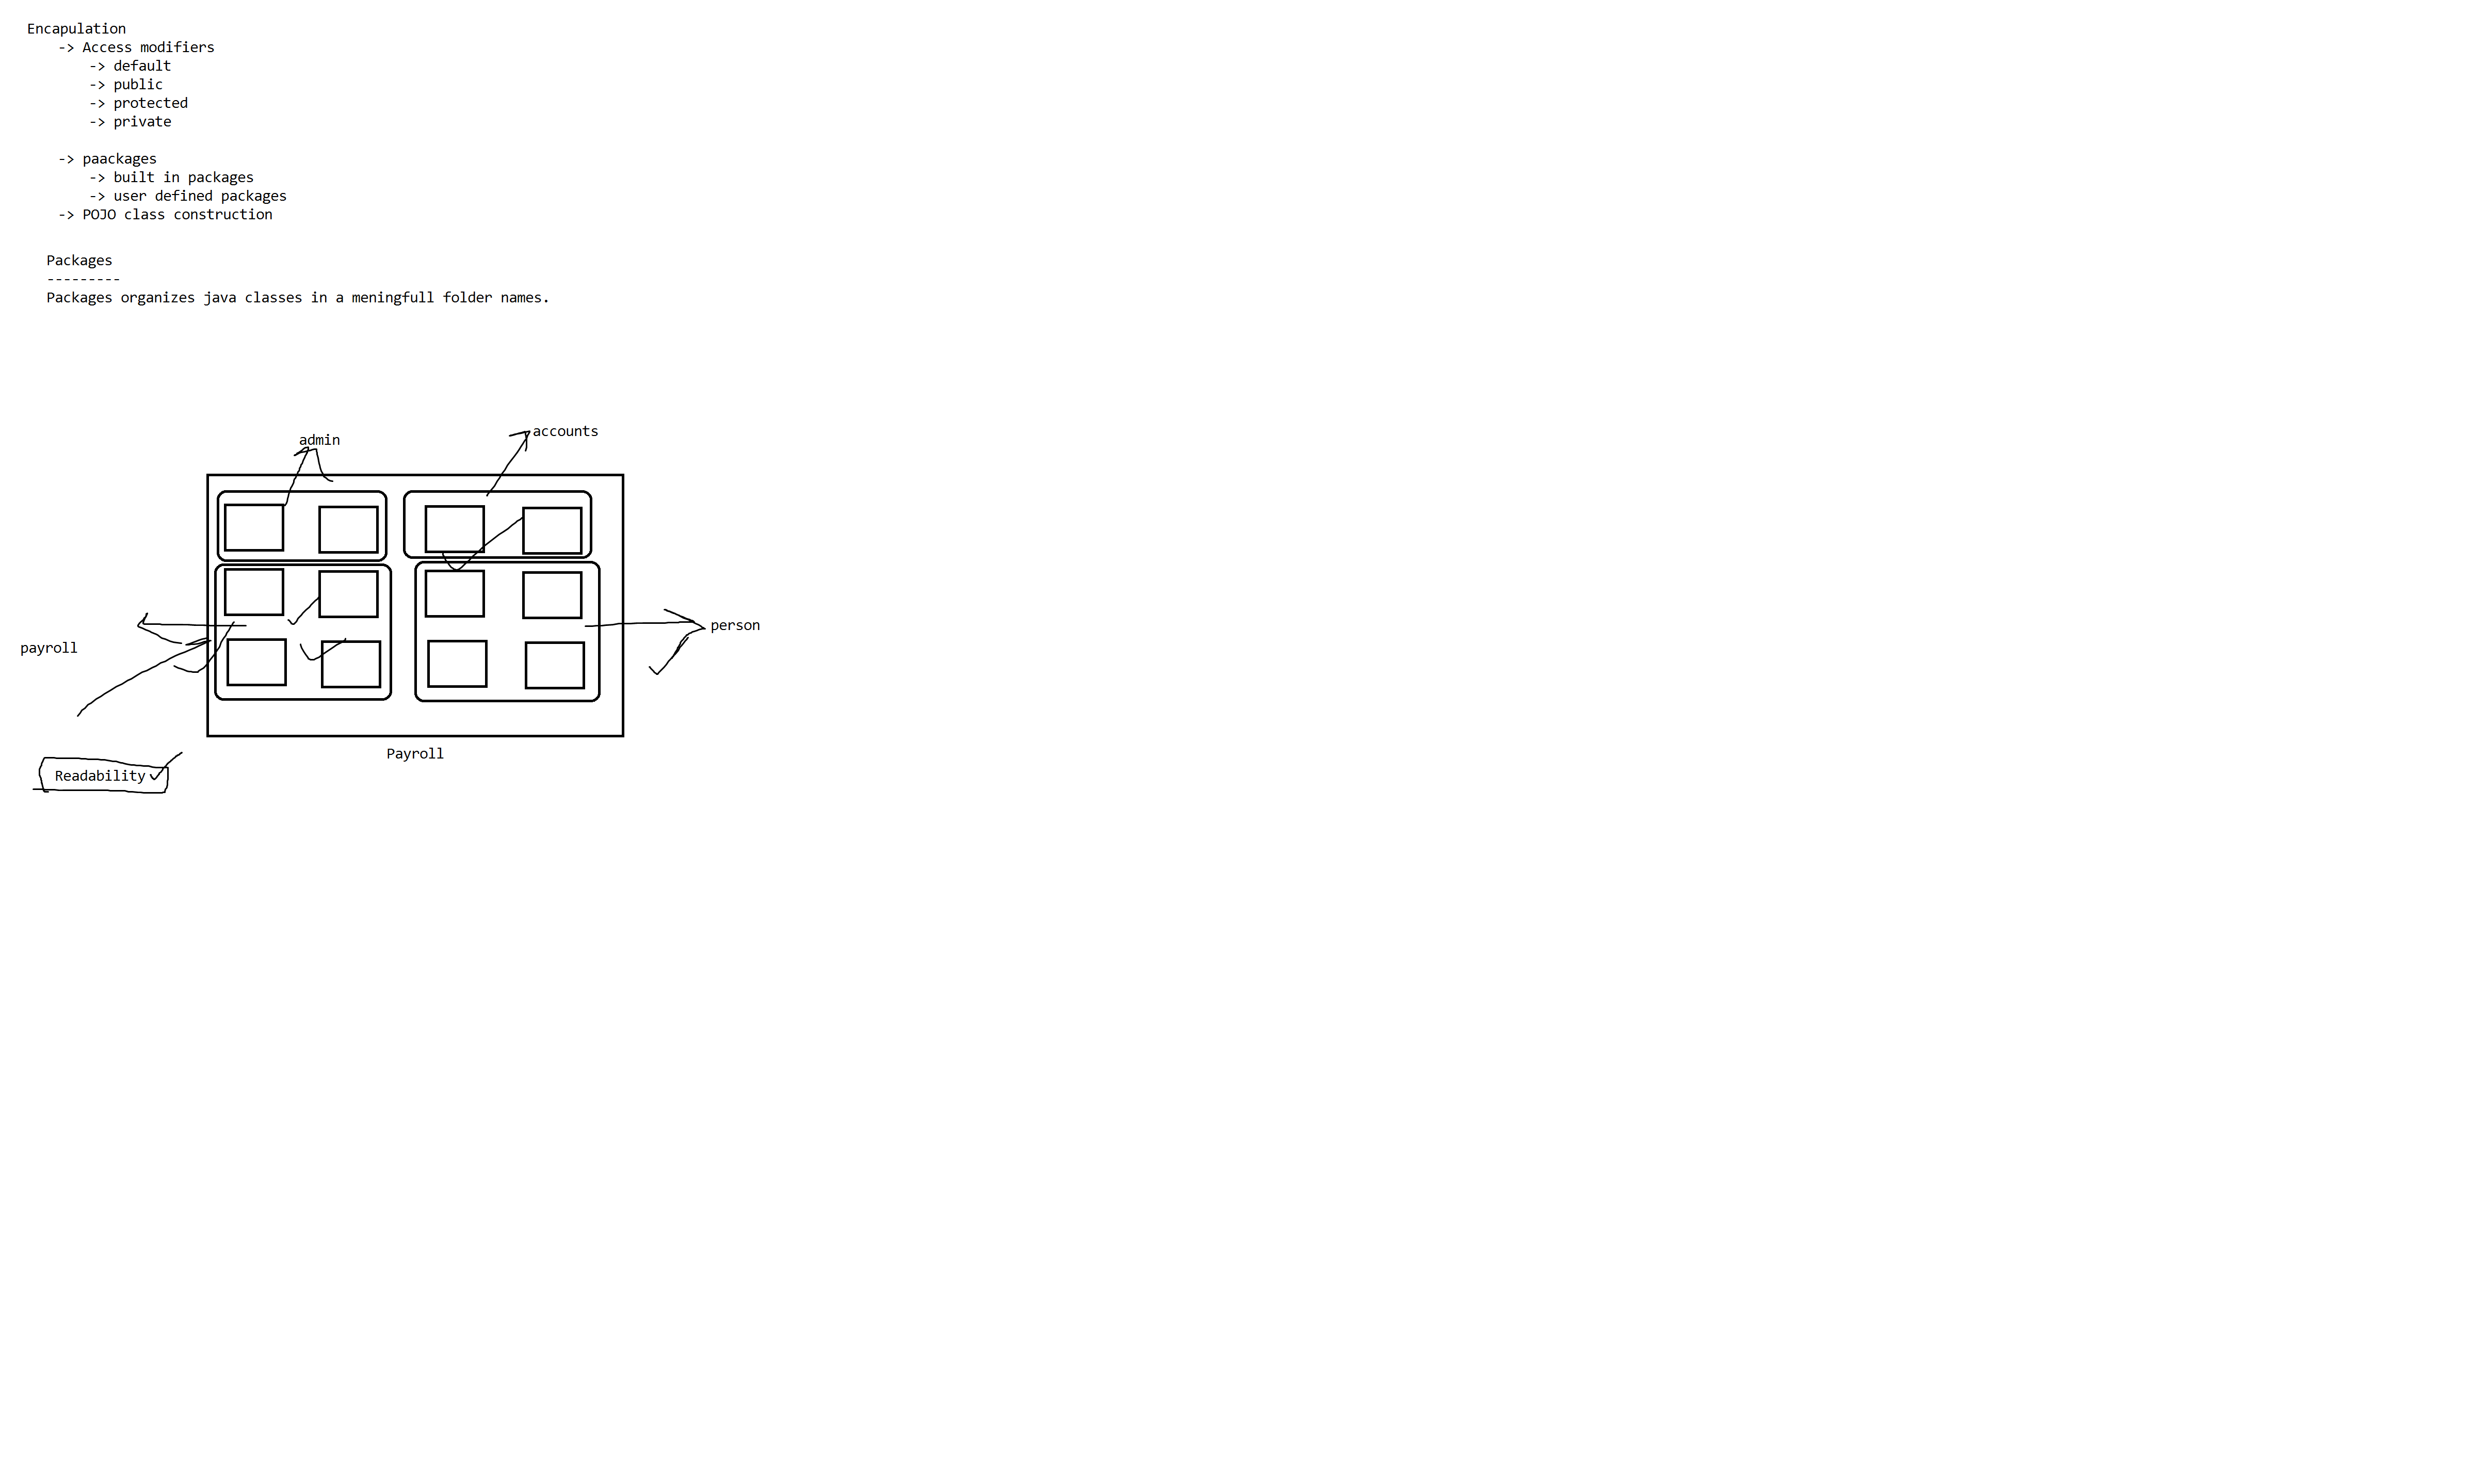 Encapulation
-> Access modifiers
-> default
-> public
-> protected
-> private
-> paackages
-> built in packages
-> user defined packages
-> POJO class construction
Packages
---------
Packages organizes java classes in a meningfull folder names.
accounts
admin
person
payroll
Payroll
Readability